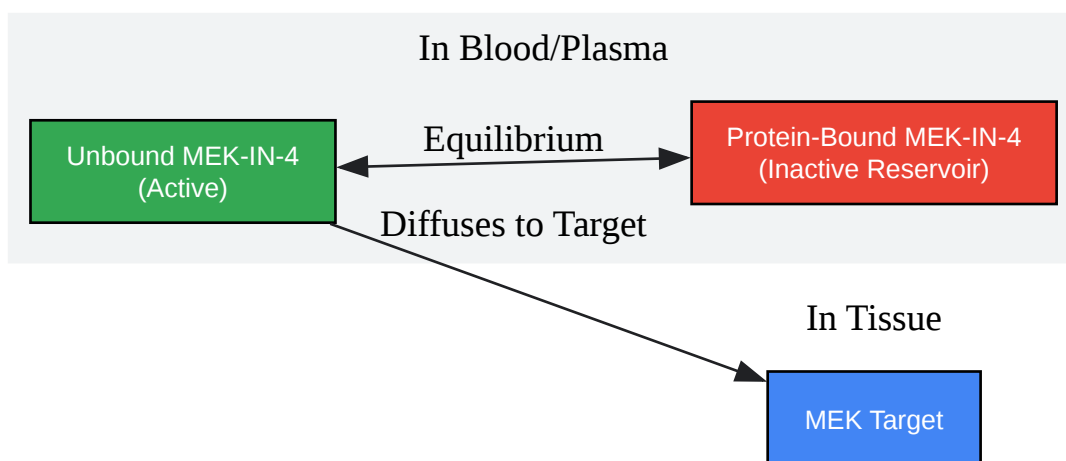 In Blood/Plasma
Unbound MEK-IN-4
(Active)
Equilibrium
Protein-Bound MEK-IN-4
(Inactive Reservoir)
Diffuses to Target
In Tissue
MEK Target